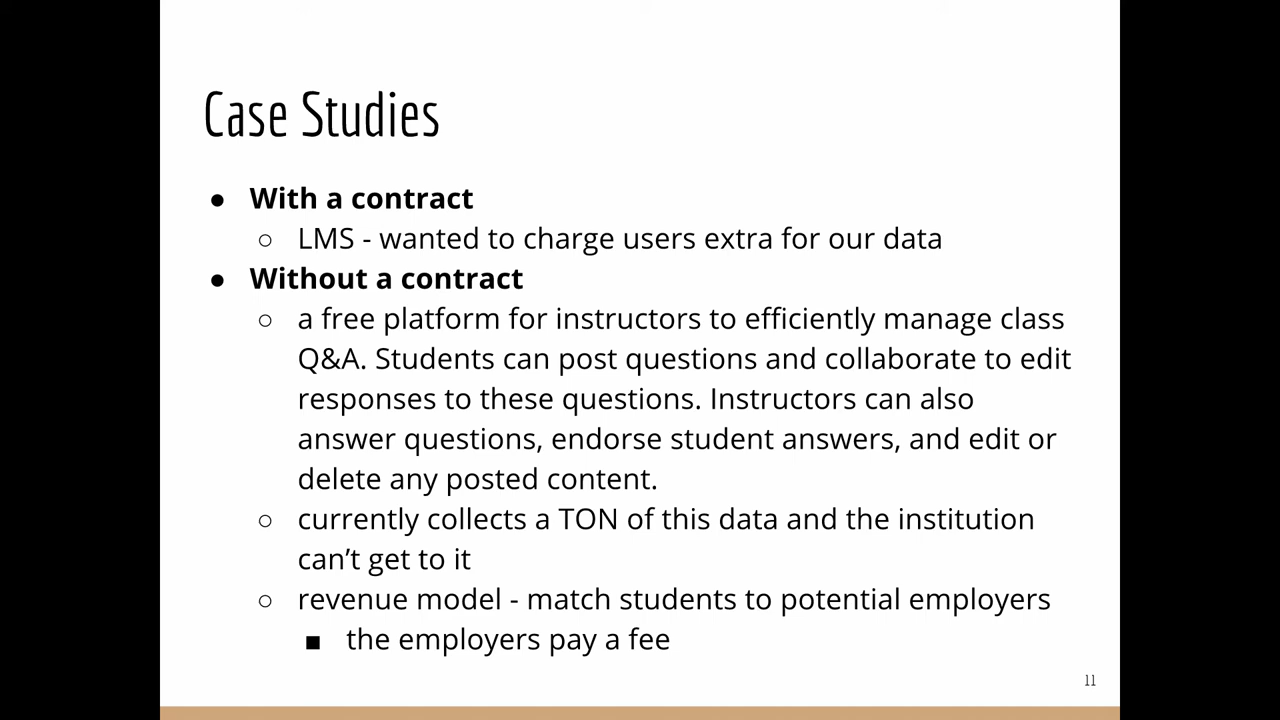 Case Studies
● With a contract
○ LMS - wanted to charge users extra for our data
● Without a contract
○ a free platform for instructors to efficiently manage class
Q&A. Students can post questions and collaborate to edit
responses to these questions. Instructors can also
answer questions, endorse student answers, and edit or
delete any posted content.
○ currently collects a TON of this data and the institution
can’t get to it
○ revenue model - match students to potential employers
■ the employers pay a fee
11